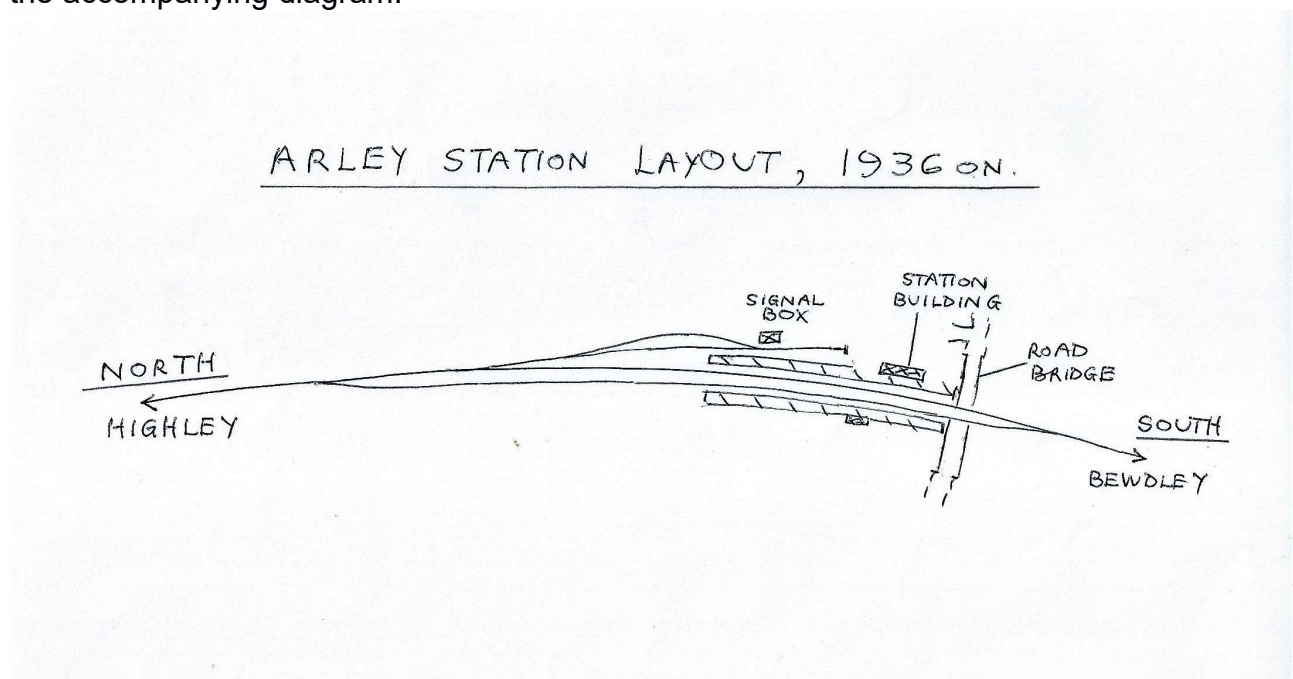 the accompanying diagram.
ARLEY STATION LAYOUT, 1936 ON.
STATION
BUILDING
SIGNAL
BOX
ROAD
BRIDGE
NORTH
HIGHLEY
SOUTH
BEWDLEY